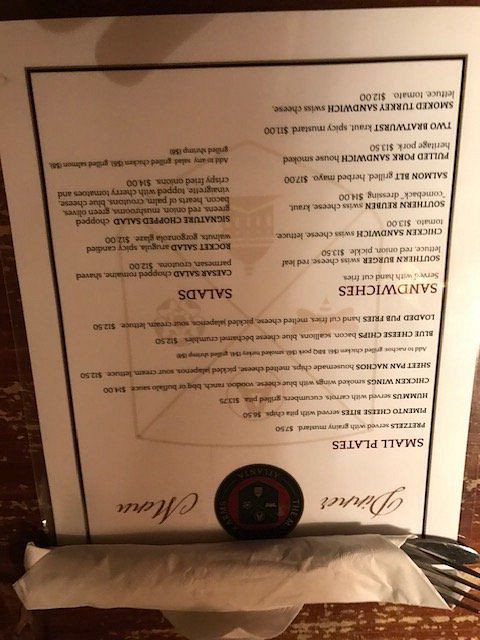 Dinner Menu
ATLANTA
SMALL PLATES
PRETZELS served with grainy mustard. $7.50
PIMENTO CHEESE BITES served with pita chips. $6.50
HUMMUS served with carrots, cucumbers, grilled pita. $13.75
CHICKEN WINGS smoked wings with blue cheese, voodoo, ranch, bbq or buffalo sauce. $14.00
SHEET PAN NACHOS housemade chips, melted cheese, pickled jalapenos, sour cream, lettuce. $12.50
Add to nachos: grilled chicken ($6), BBQ pork ($6), smoked turkey ($6), grilled shrimp ($8)
BLUE CHEESE CHIPS bacon, scallions, blue cheese béchamel crumbles. $12.50
LOADED PUB FRIES hand cut fries, melted cheese, pickled jalapenos, sour cream, lettuce. $12.50
SANDWICHES
Served with hand cut fries.
SOUTHERN BURGER swiss cheese, red leaf
lettuce, red onion, pickle. $13.50
CHICKEN SANDWICH swiss cheese, lettuce,
tomato. $13.00
SOUTHERN REUBEN swiss cheese, kraut,
"comeback" dressing. $14.00
SALMON BLT grilled, herbed mayo. $17.00
PULLED PORK SANDWICH house smoked
heritage pork. $13.50
TWO BRATWURST kraut, spicy mustard. $11.00
SMOKED TURKEY SANDWICH swiss cheese,
lettuce, tomato. $12.00
SALADS
CAESAR SALAD chopped romaine, shaved
parmesan, croutons. $12.00
ROCKET SALAD arugula, spicy candied
walnuts, gorgonzola, glaze. $12.00
SIGNATURE CHOPPED SALAD chopped
greens, red onion, mushrooms, green olives,
bacon, hearts of palm, croutons, blue cheese,
vinaigrette, topped with cherry tomatoes and
crispy fried onions. $14.00
Add to any salad: grilled chicken ($6), grilled salmon ($8),
grilled shrimp ($8)